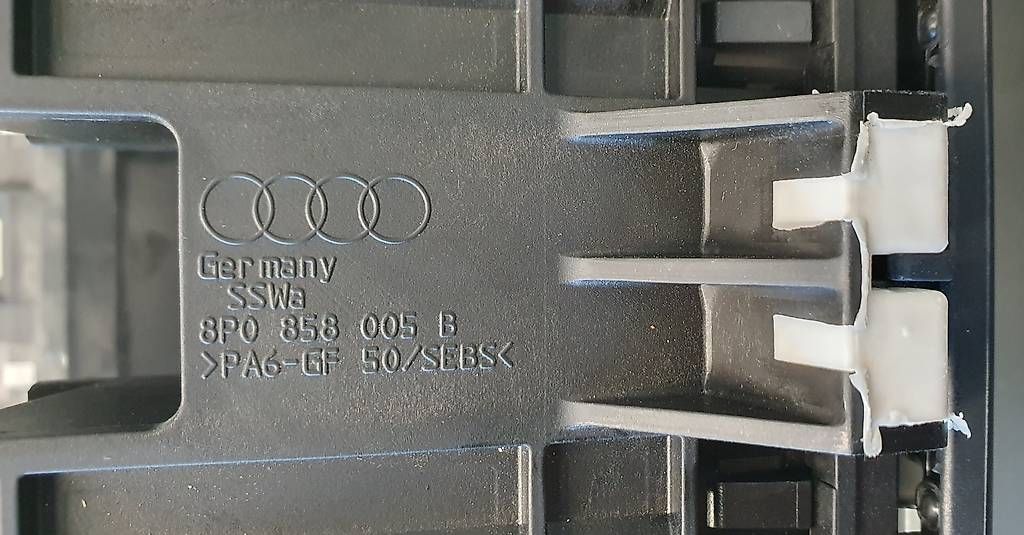 Germany
SSWa
8P0 858 005 B
>PA6-GF 50/SEBS<